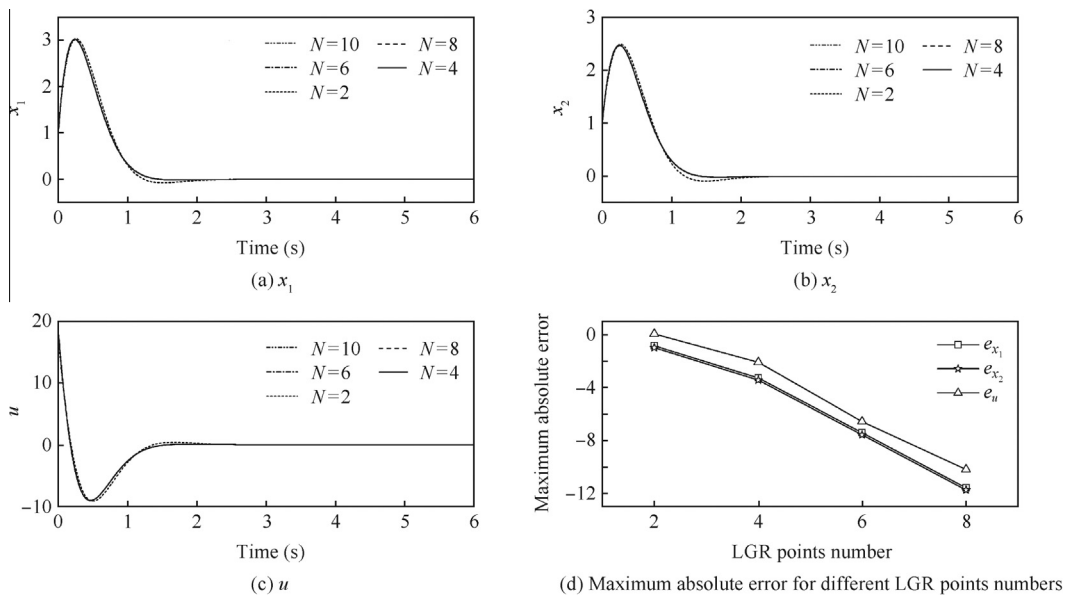 3
2
1
0
x₁
N=10
N=8
N=6
N=4
N=2
0 1 2 3 4 5 6
Time (s)
(a) x₁
3
2
1
0
x₂
N=10
N=8
N=6
N=4
N=2
0 1 2 3 4 5 6
Time (s)
(b) x₂
20
10
0
−10
u
N=10
N=8
N=6
N=4
N=2
0 1 2 3 4 5 6
Time (s)
(c) u
0
−4
−8
−12
Maximum absolute error
eₓ₁
eₓ₂
eᵤ
2 4 6 8
LGR points number
(d) Maximum absolute error for different LGR points numbers